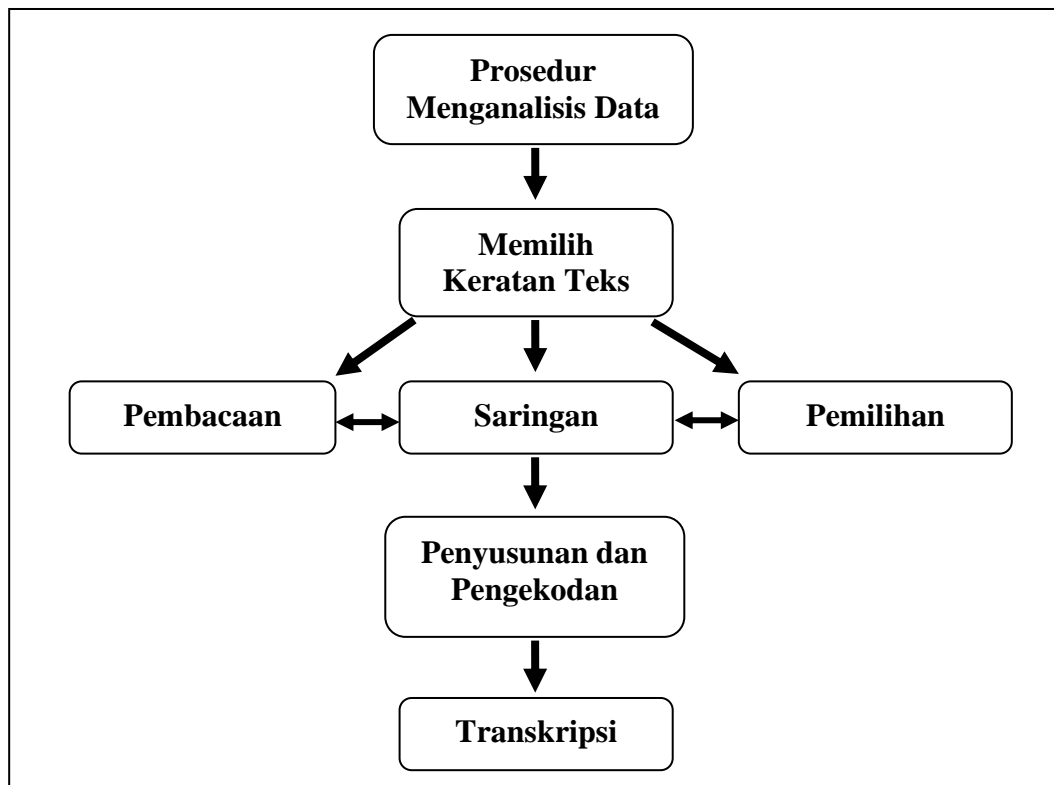 Prosedur
Menganalisis Data
Memilih
Keratan Teks
Pembacaan
Saringan
Pemilihan
Penyusunan dan
Pengekodan
Transkripsi